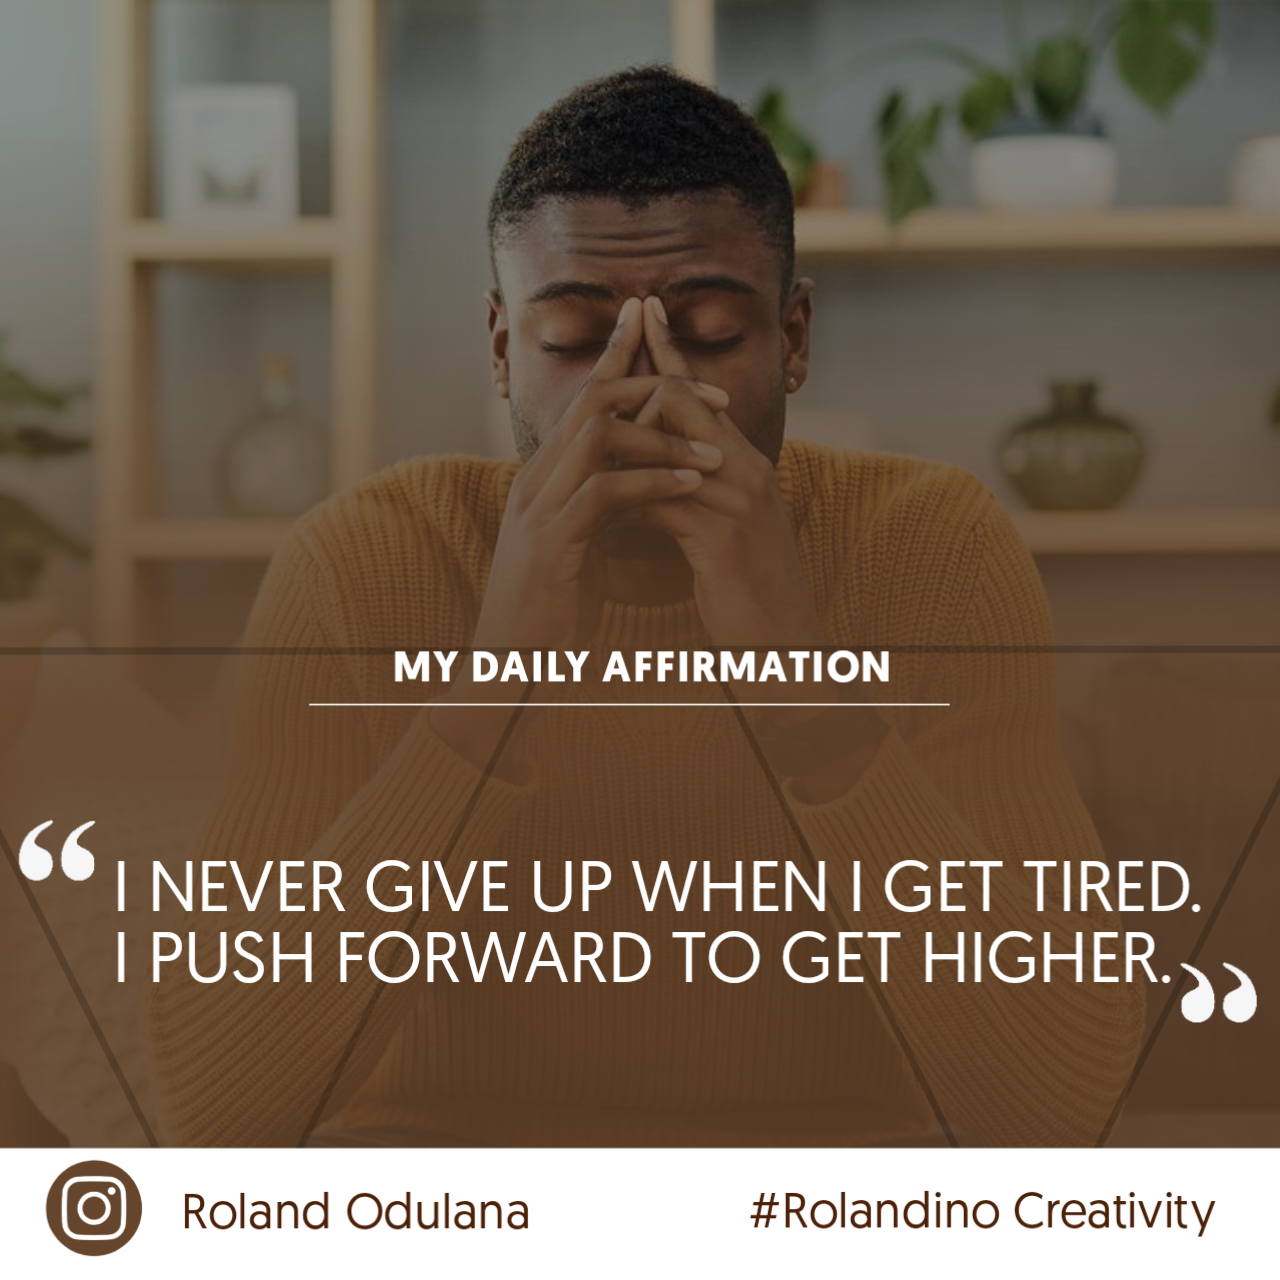 MY DAILY AFFIRMATION
“I NEVER GIVE UP WHEN I GET TIRED.
I PUSH FORWARD TO GET HIGHER.”
Roland Odulana
#Rolandino Creativity